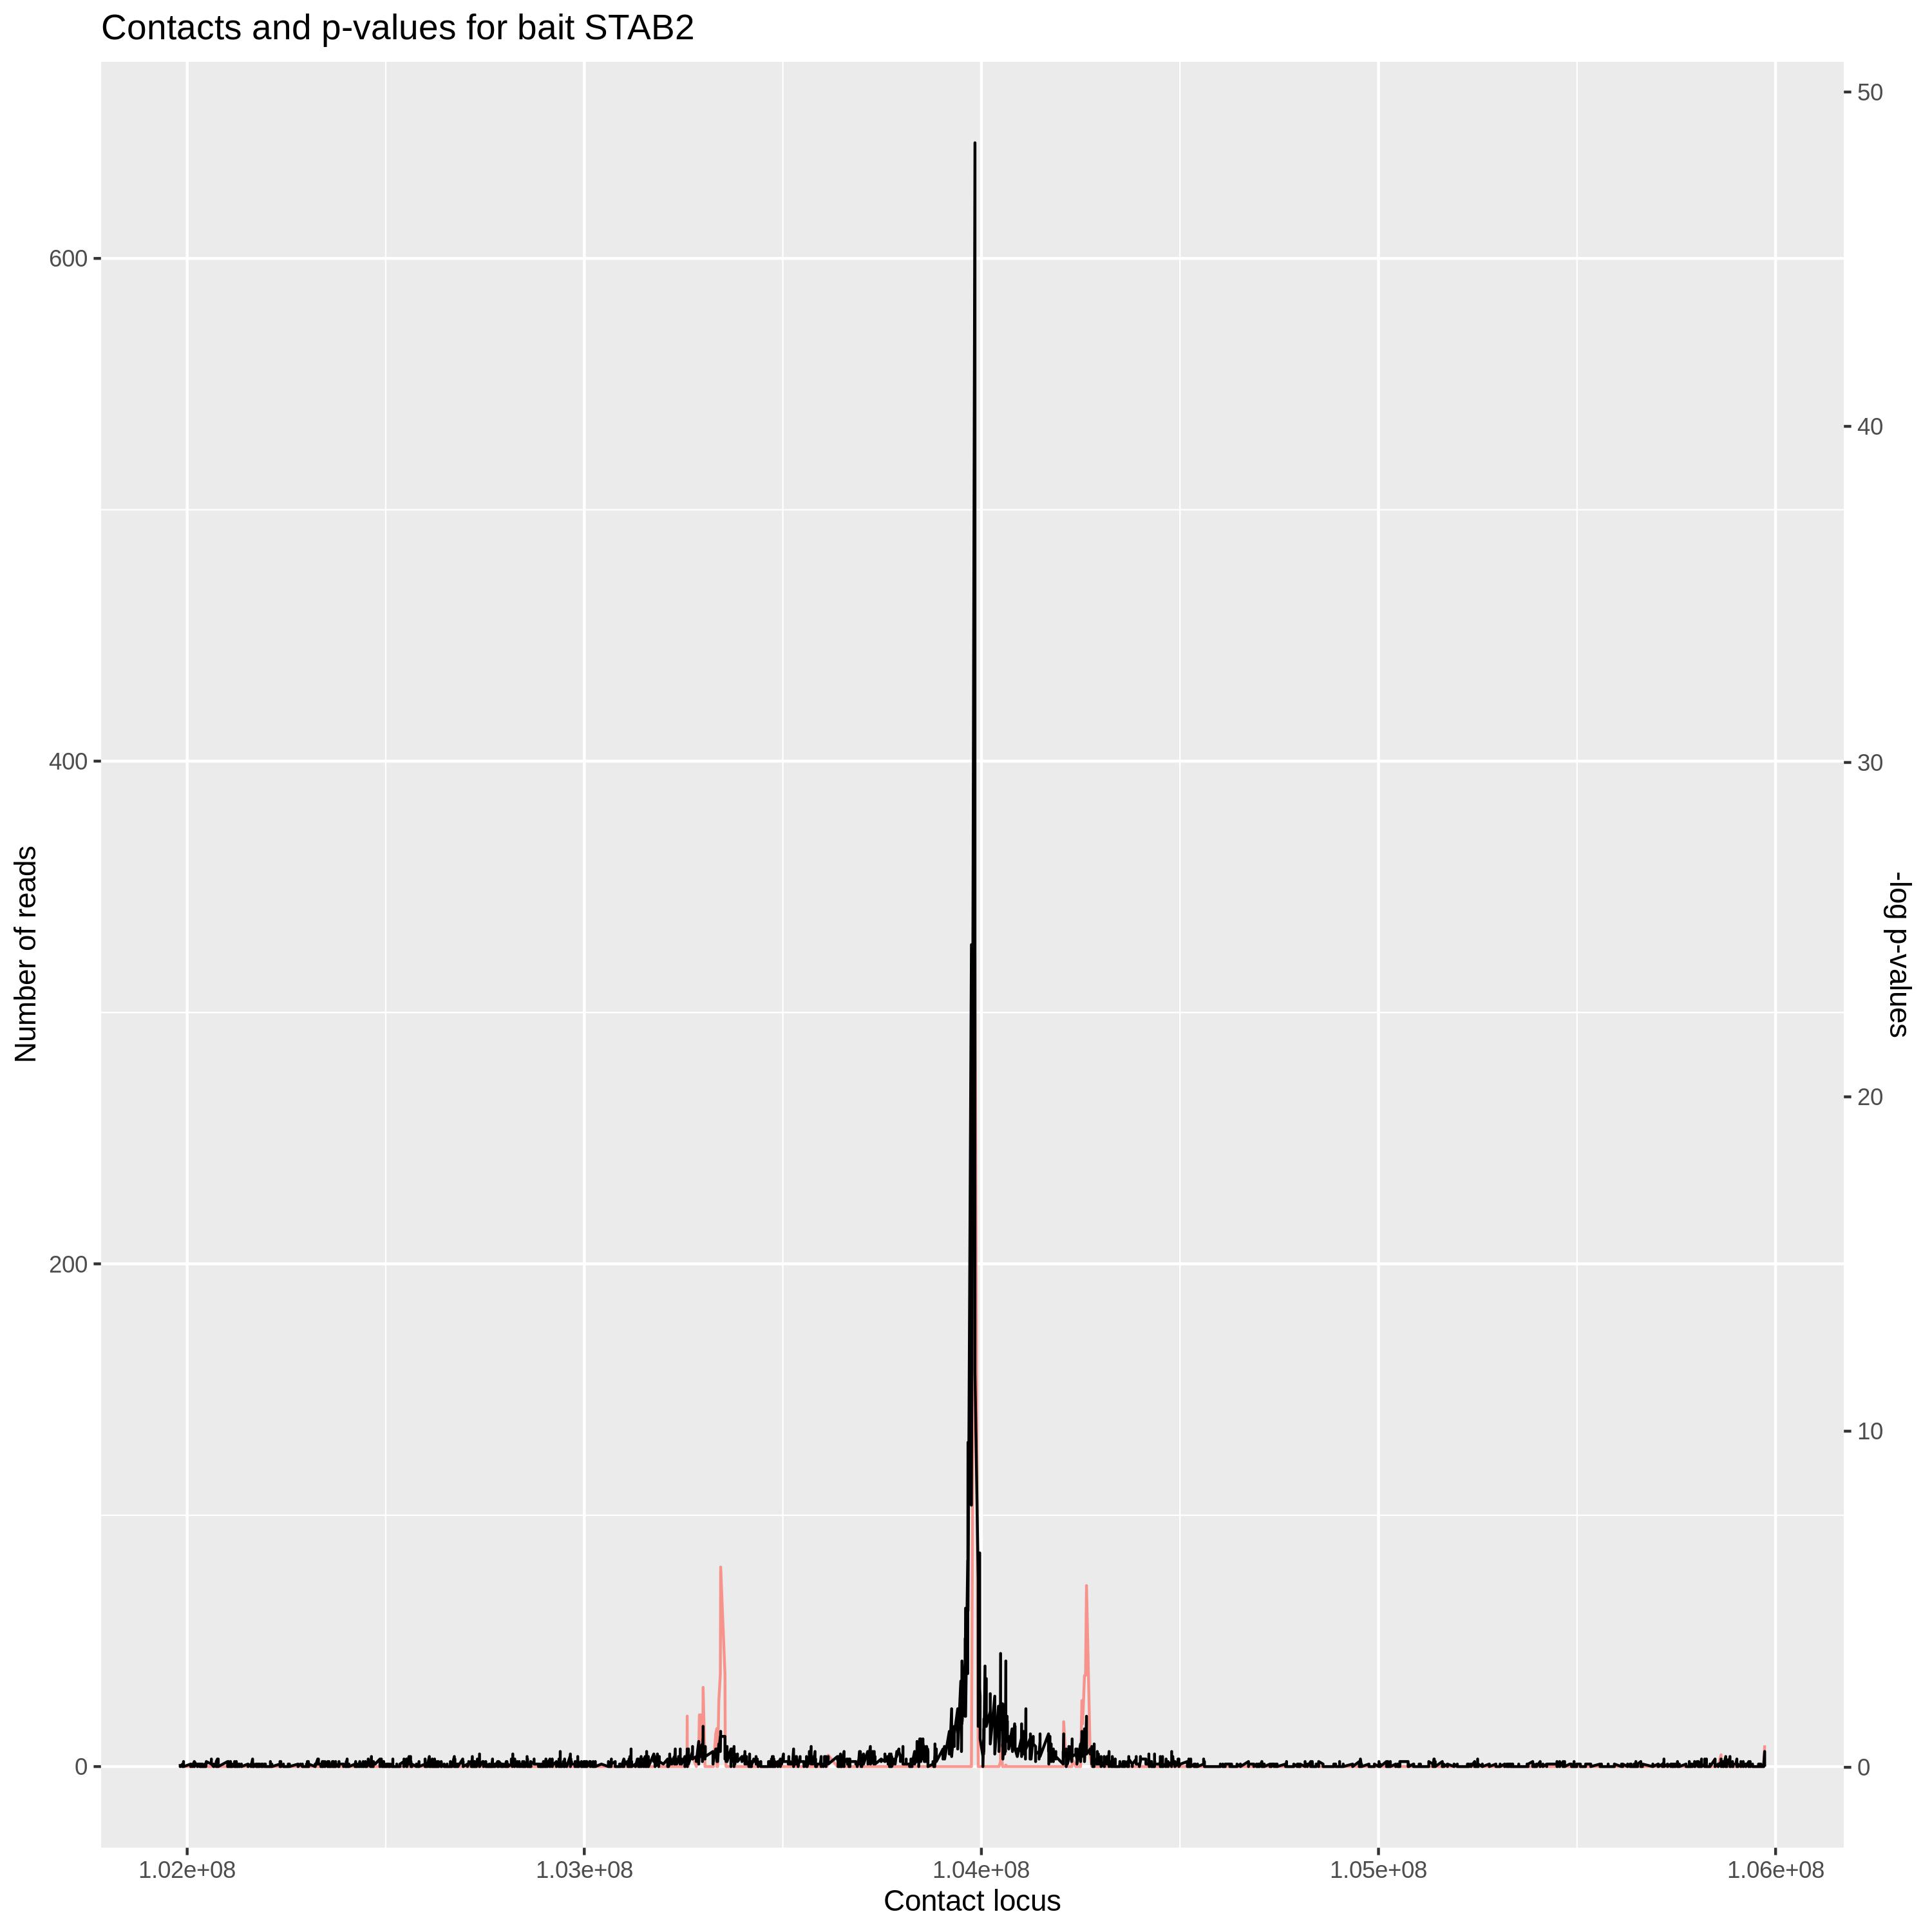 Contacts and p-values for bait STAB2
Number of reads
600
400
200
0
50
40
30
20
10
0
-log p-values
1.02e+08
1.03e+08
1.04e+08
1.05e+08
1.06e+08
Contact locus